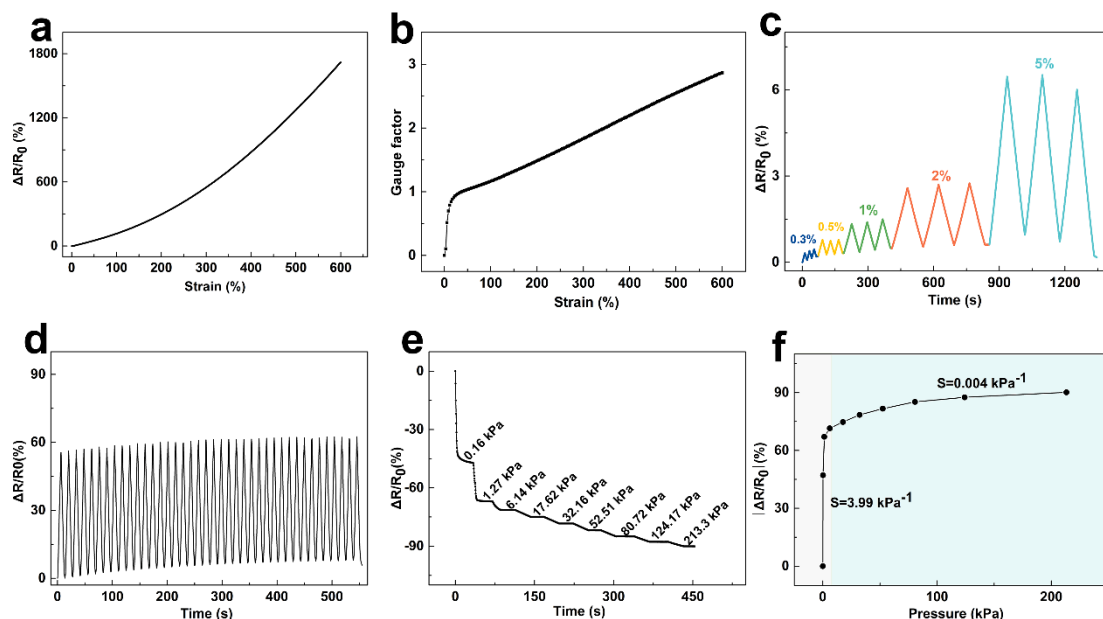 a
ΔR/R0 (%)
1800
1200
600
0
0 100 200 300 400 500 600
Strain (%)
b
Gauge factor
3
2
1
0
0 100 200 300 400 500 600
Strain (%)
c
ΔR/R0 (%)
6
3
0
0.3%
0.5%
1%
2%
5%
0 300 600 900 1200
Time (s)
d
ΔR/R0(%)
90
60
30
0
0 100 200 300 400 500
Time (s)
e
ΔR/R0(%)
0
-30
-60
-90
0.16 kPa
1.27 kPa
6.14 kPa
17.62 kPa
32.16 kPa
52.51 kPa
80.72 kPa
124.17 kPa
213.3 kPa
0 150 300 450
Time (s)
f
|ΔR/R0| (%)
90
60
30
0
S=0.004 kPa-1
S=3.99 kPa-1
0 100 200
Pressure (kPa)